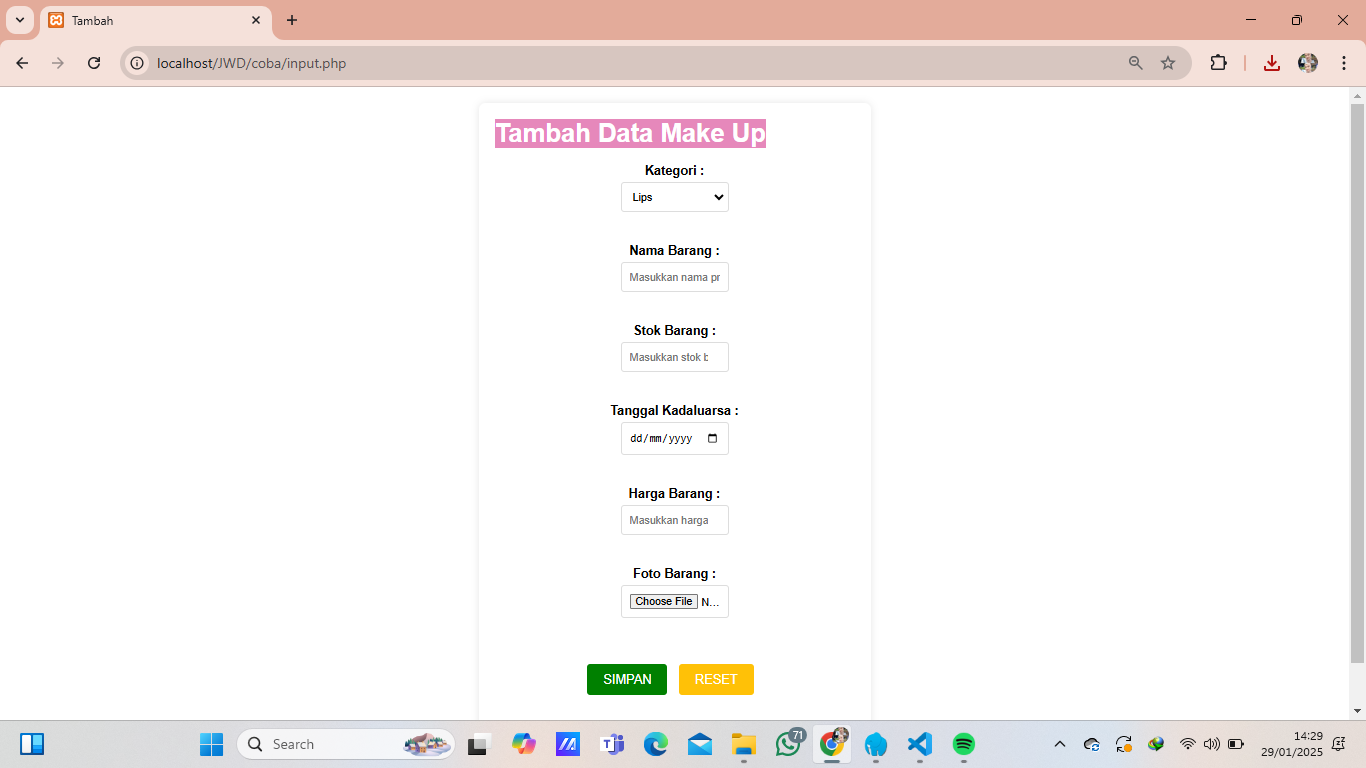 Tambah
localhost/JWD/coba/input.php
Tambah Data Make Up
Kategori :
Lips
Nama Barang :
Masukkan nama pr
Stok Barang :
Masukkan stok b
Tanggal Kadaluarsa :
dd/mm/yyyy
Harga Barang :
Masukkan harga
Foto Barang :
Choose File N...
SIMPAN RESET
Search
71
14:29
29/01/2025